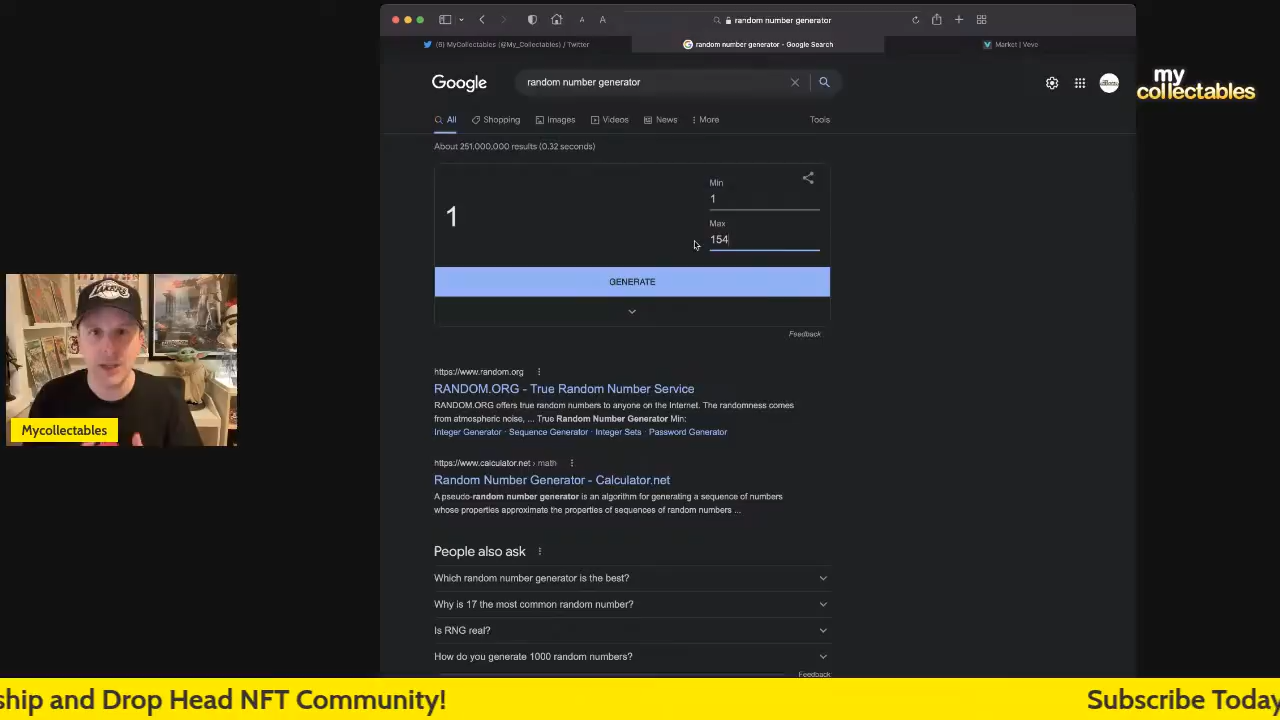 random number generator
(6) MyCollectables (@My_Collectables) / Twitter
random number generator - Google Search
Market | Veve
my
collectables
Google
random number generator
All
Shopping
Images
Videos
News
More
Tools
About 251,000,000 results (0.32 seconds)
1
Min
1
Max
154
GENERATE
Feedback
https://www.random.org
RANDOM.ORG - True Random Number Service
RANDOM.ORG offers true random numbers to anyone on the Internet. The randomness comes
from atmospheric noise, ... True Random Number Generator Min:
Integer Generator · Sequence Generator · Integer Sets · Password Generator
https://www.calculator.net › math
Random Number Generator - Calculator.net
A pseudo-random number generator is an algorithm for generating a sequence of numbers
whose properties approximate the properties of sequences of random numbers ...
People also ask
Which random number generator is the best?
Why is 17 the most common random number?
Is RNG real?
How do you generate 1000 random numbers?
Feedback
LAKERS
Mycollectables
ship and Drop Head NFT Community!
Subscribe Today